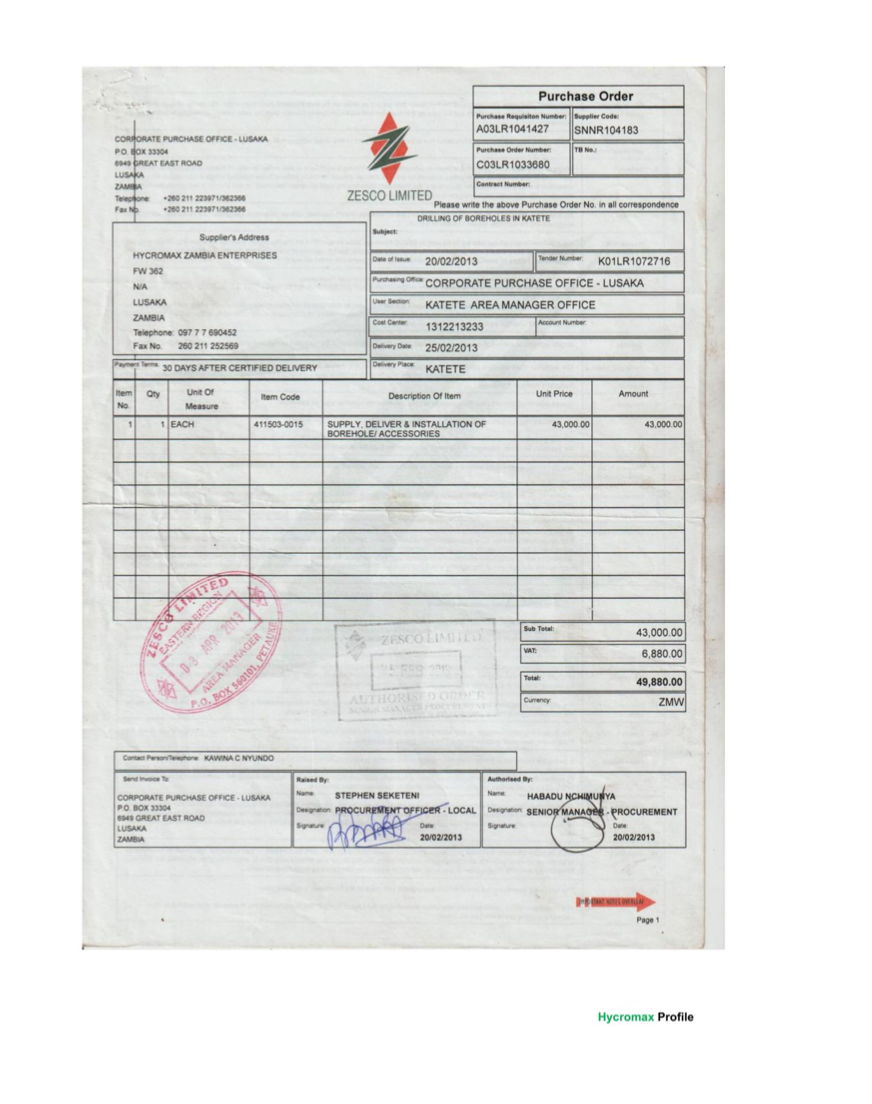 Purchase Order
Purchase Requisiton Number:
A03LR1041427
Supplier Code:
SNNR104183
Purchase Order Number:
C03LR1033680
TB No.:
Contract Number:
CORPORATE PURCHASE OFFICE - LUSAKA
P.O. BOX 33304
6949 GREAT EAST ROAD
LUSAKA
ZAMBIA
Telephone: +260 211 223971/362366
Fax No. +260 211 223971/362366
ZESCO LIMITED
Please write the above Purchase Order No. in all correspondence
DRILLING OF BOREHOLES IN KATETE
Subject:
Supplier's Address
HYCROMAX ZAMBIA ENTERPRISES
FW 362
N/A
LUSAKA
ZAMBIA
Telephone: 097 7 7 690452
Fax No. 260 211 252569
Date of Issue: 20/02/2013
Tender Number: K01LR1072716
Purchasing Office: CORPORATE PURCHASE OFFICE - LUSAKA
User Section: KATETE AREA MANAGER OFFICE
Cost Center: 1312213233
Account Number:
Delivery Date: 25/02/2013
Payment Terms: 30 DAYS AFTER CERTIFIED DELIVERY
Delivery Place: KATETE
Item No. Qty Unit Of Measure Item Code Description Of Item Unit Price Amount
1 1 EACH 411503-0015 SUPPLY, DELIVER & INSTALLATION OF 43,000.00 43,000.00
BOREHOLE/ ACCESSORIES
ZESCO LIMITED
EASTERN REGION
03 APR 2013
AREA MANAGER
P.O. BOX 560101, PETAUKE
ZESCO LIMITED
AUTHORISED ORDER
Sub Total: 43,000.00
VAT: 6,880.00
Total: 49,880.00
Currency: ZMW
Contact Person/Telephone: KAWINA C NYUNDO
Send Invoice To:
CORPORATE PURCHASE OFFICE - LUSAKA
P.O. BOX 33304
6949 GREAT EAST ROAD
LUSAKA
ZAMBIA
Raised By:
Name: STEPHEN SEKETENI
Designation: PROCUREMENT OFFICER - LOCAL
Signature: Date:
20/02/2013
Authorised By:
Name: HABADU NCHIMUNYA
Designation: SENIOR MANAGER - PROCUREMENT
Signature: Date:
20/02/2013
Page 1
Hycromax Profile